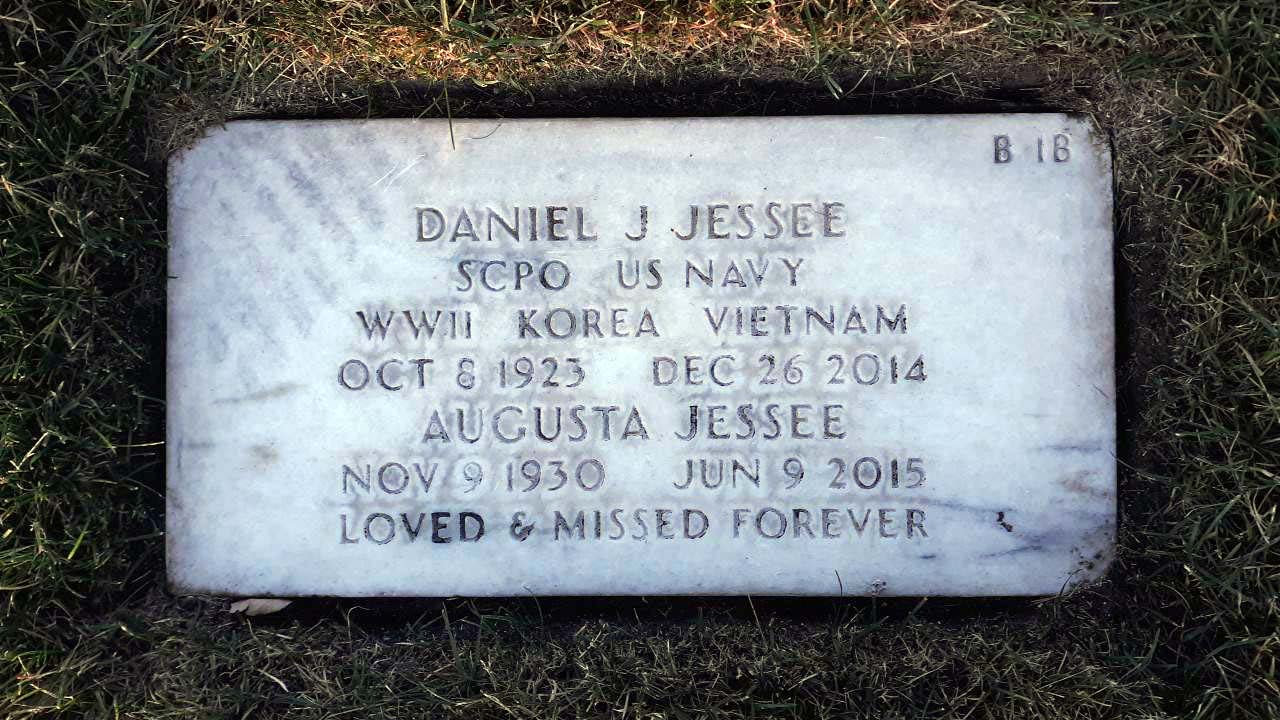 B 1B
DANIEL J JESSEE
SCPO US NAVY
WWII KOREA VIETNAM
OCT 8 1923 DEC 26 2014
AUGUSTA JESSEE
NOV 9 1930 JUN 9 2015
LOVED & MISSED FOREVER